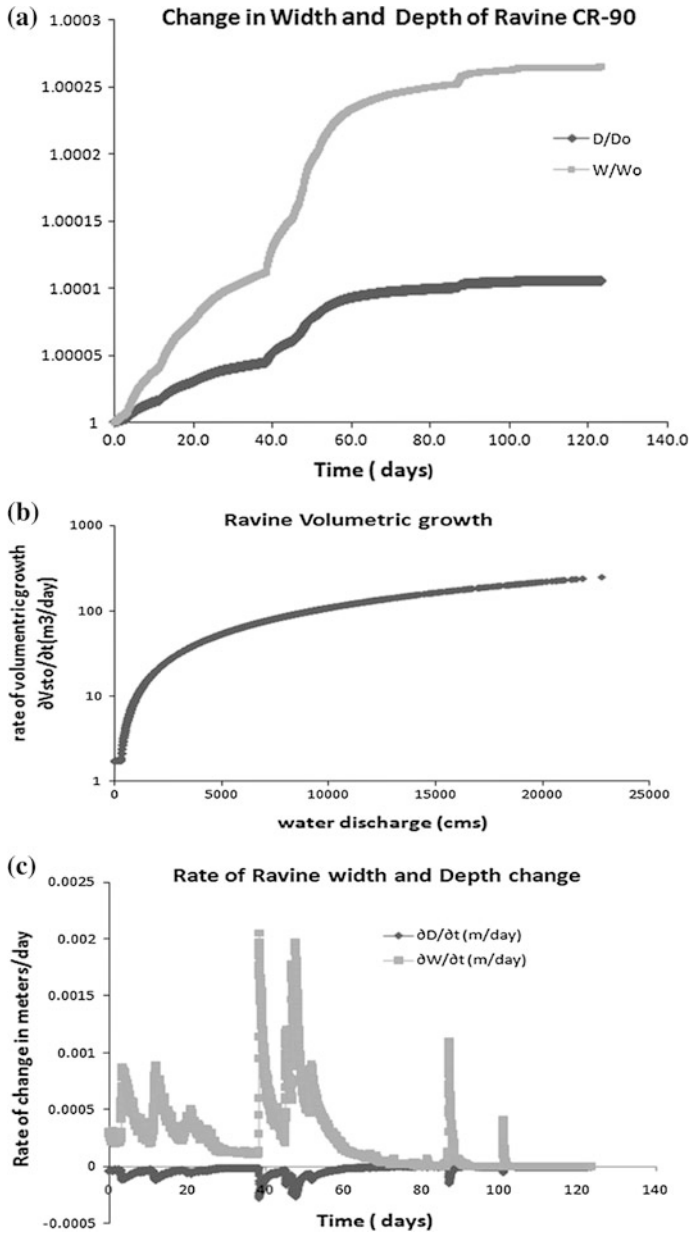 (a)
Change in Width and Depth of Ravine CR-90
1.0003
1.00025
1.0002
1.00015
1.0001
1.00005
1
D/Do
W/Wo
0.0 20.0 40.0 60.0 80.0 100.0 120.0 140.0
Time ( days)
(b)
Ravine Volumetric growth
rate of volumentricgrowth
∂Vsto/∂t(m3/day)
1000
100
10
1
0 5000 10000 15000 20000 25000
water discharge (cms)
(c)
Rate of Ravine width and Depth change
Rate of change in meters/day
0.0025
0.002
0.0015
0.001
0.0005
0
-0.0005
∂D/∂t (m/day)
∂W/∂t (m/day)
0 20 40 60 80 100 120 140
Time ( days)